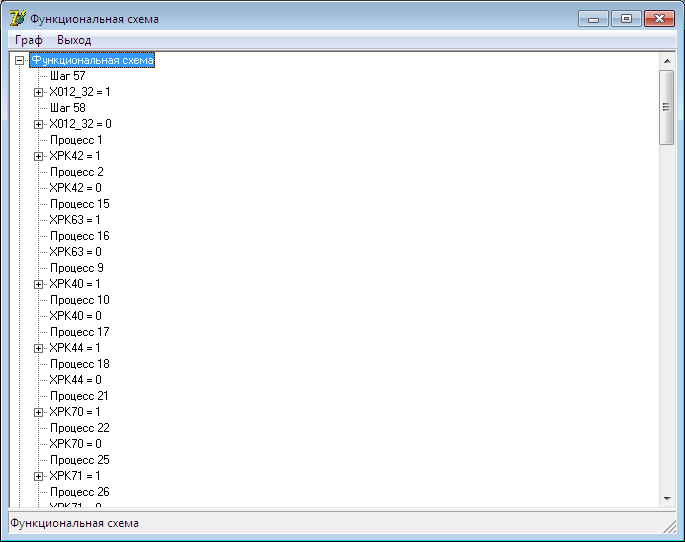 Функциональная схема
Граф Выход
Функциональная схема
Шаг 57
X012_32 = 1
Шаг 58
X012_32 = 0
Процесс 1
XPK42 = 1
Процесс 2
XPK42 = 0
Процесс 15
XPK63 = 1
Процесс 16
XPK63 = 0
Процесс 9
XPK40 = 1
Процесс 10
XPK40 = 0
Процесс 17
XPK44 = 1
Процесс 18
XPK44 = 0
Процесс 21
XPK70 = 1
Процесс 22
XPK70 = 0
Процесс 25
XPK71 = 1
Процесс 26
XPK71 = 0
Функциональная схема